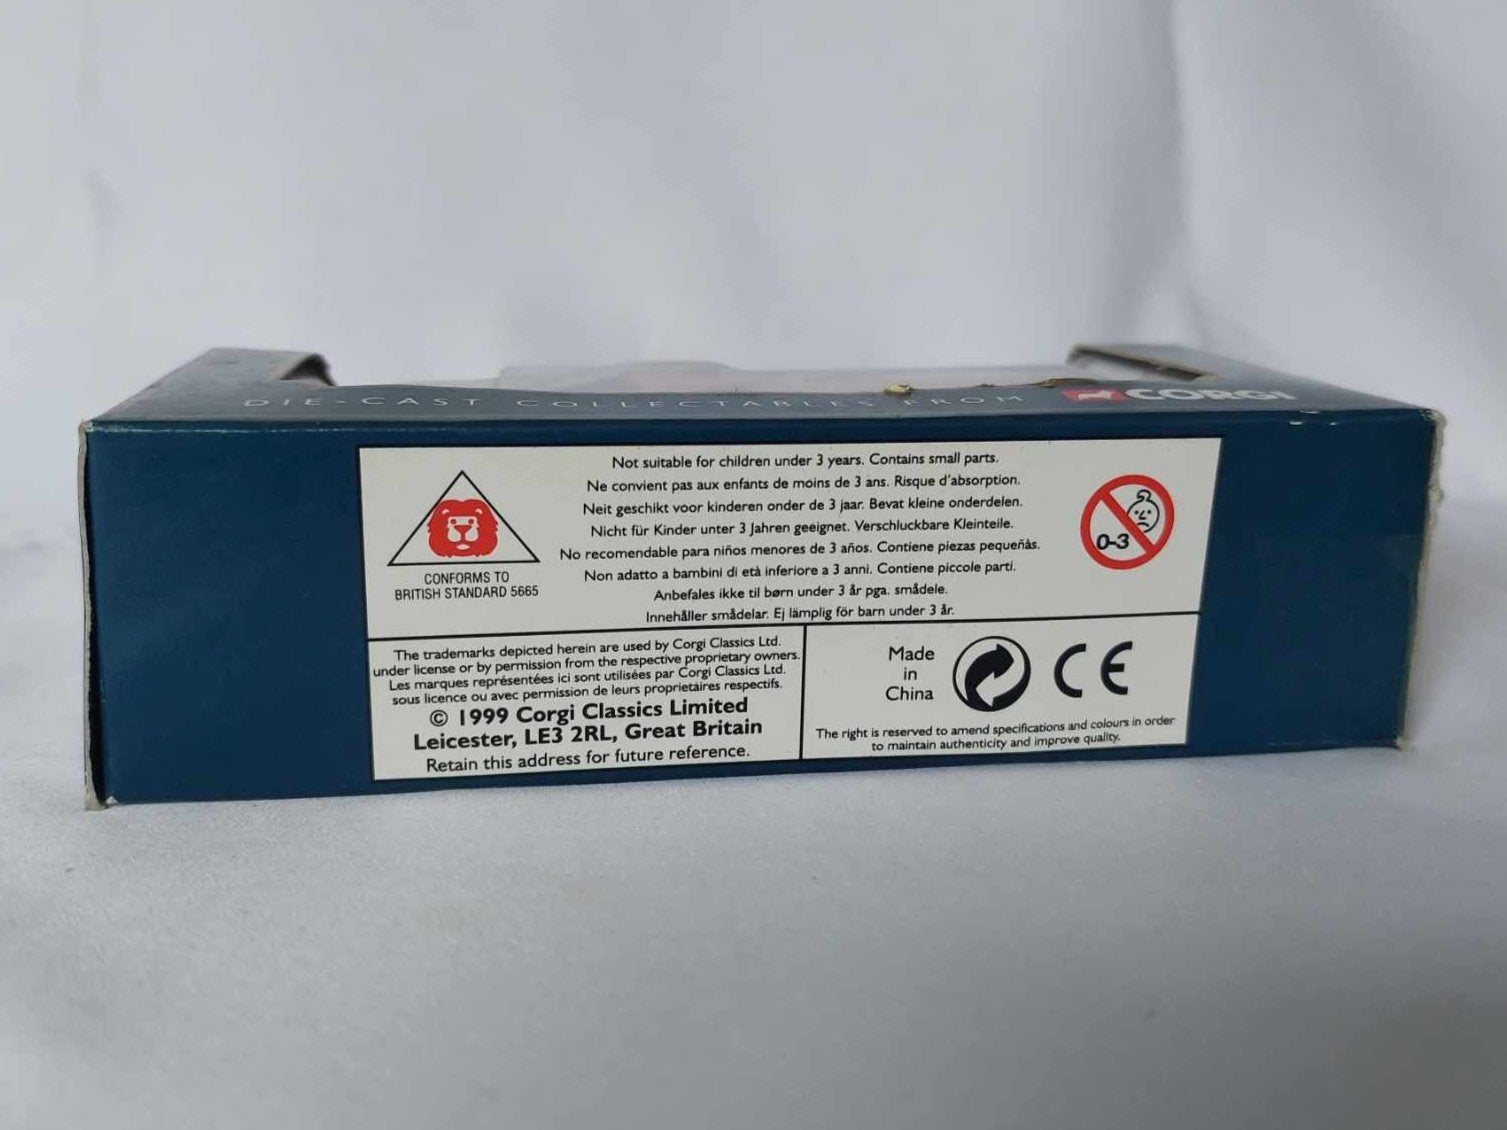 DIE-CAST COLLECTABLES FROM CORGI
Not suitable for children under 3 years. Contains small parts.
Ne convient pas aux enfants de moins de 3 ans. Risque d'absorption.
Neit geschikt voor kinderen onder de 3 jaar. Bevat kleine onderdelen.
Nicht für Kinder unter 3 Jahren geeignet. Verschluckbare Kleinteile.
No recomendable para niños menores de 3 años. Contiene piezas pequeñas.
Non adatto a bambini di età inferiore a 3 anni. Contiene piccole parti.
Anbefales ikke til børn under 3 år pga. smådele.
Innehåller smådelar. Ej lämplig för barn under 3 år.
CONFORMS TO
BRITISH STANDARD 5665
0-3
The trademarks depicted herein are used by Corgi Classics Ltd.
under license or by permission from the respective proprietary owners.
Les marques représentées ici sont utilisées par Corgi Classics Ltd.
sous licence ou avec permission de leurs proprietaires respectifs.
© 1999 Corgi Classics Limited
Leicester, LE3 2RL, Great Britain
Retain this address for future reference.
Made
in
China
CE
The right is reserved to amend specifications and colours in order
to maintain authenticity and improve quality.